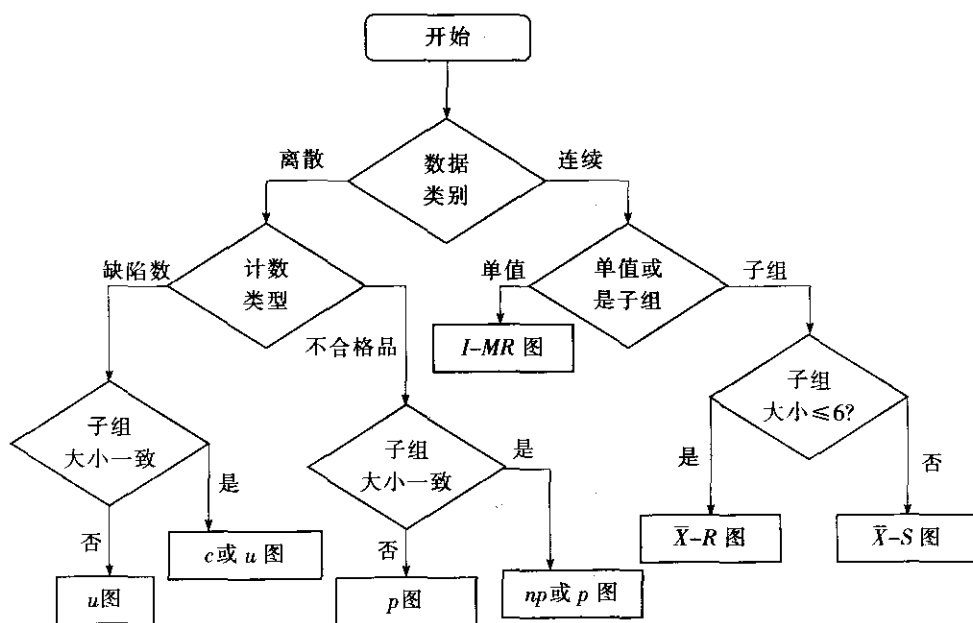 开始
离散
数据
类别
连续
缺陷数
计数
类型
单值
单值或
是子组
子组
不合格品
I–MR 图
子组
大小一致
子组
大小一致
子组
大小≤6?
是
是
是
否
否
c或 u 图
否
X̄–R 图
X̄–S 图
u图
p图
np或 p 图